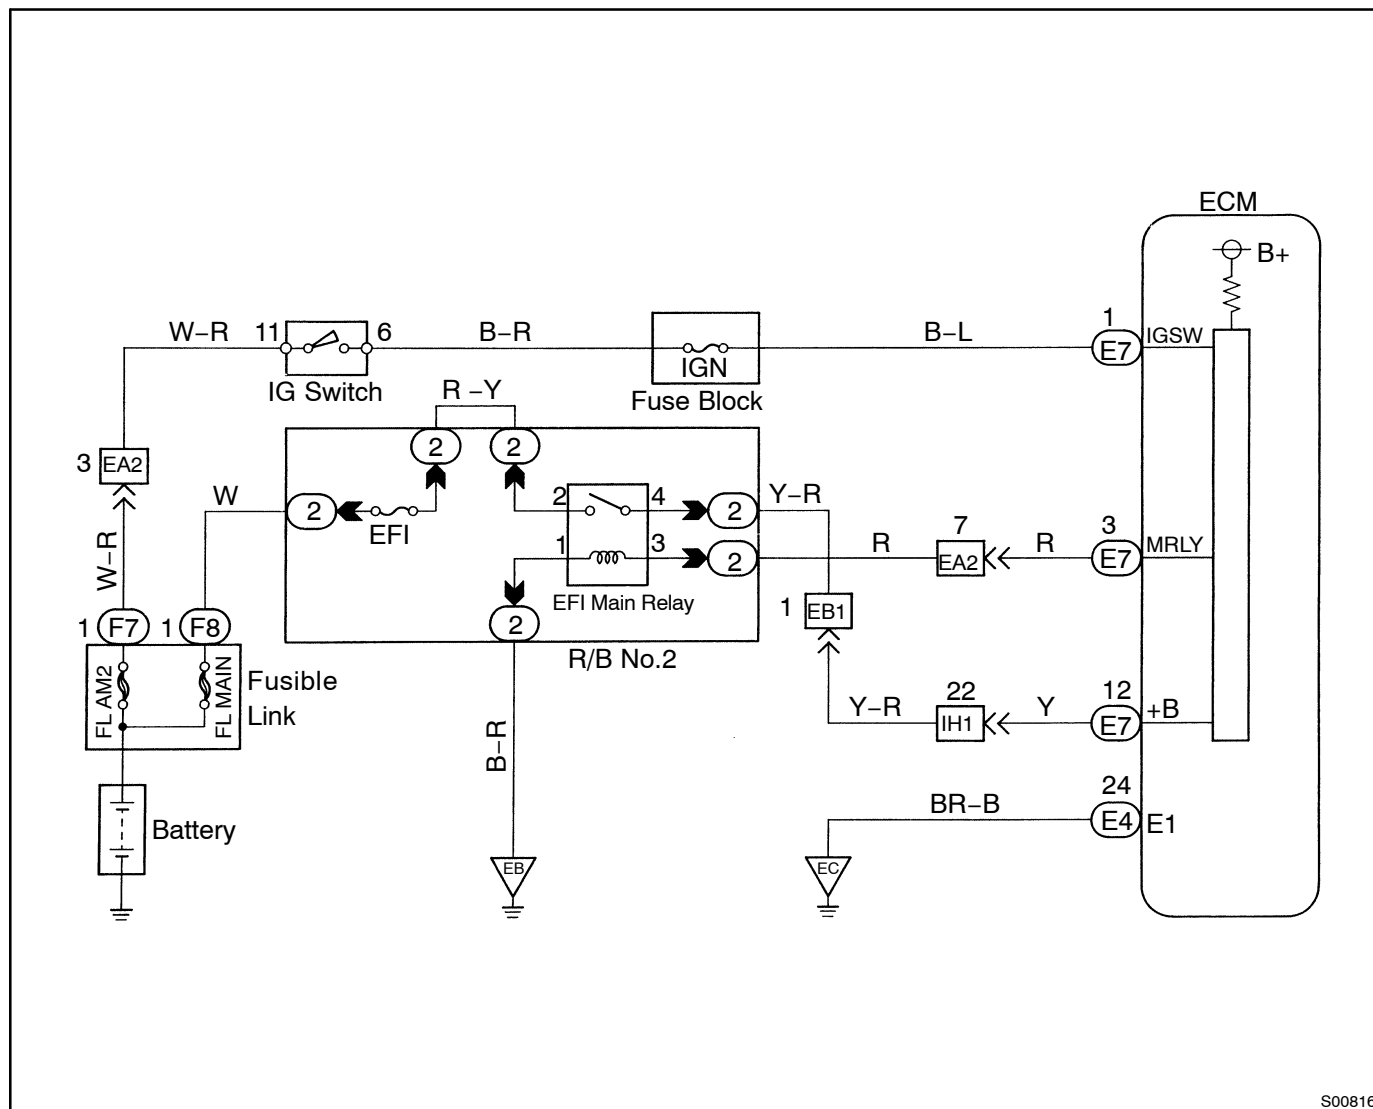 ECM
B+
W–R 11 6 B–R B–L 1
IGSW
E7
IGN
IG Switch
Fuse Block
R –Y
2 2
3 EA2
W 2 EFI 2 4 2 Y–R
1 3 2 R 7 EA2 R 3 E7 MRLY
W–R
EFI Main Relay
1 EB1
1 F7 1 F8
2
R/B No.2
FL AM2 FL MAIN
Fusible
Link
B–R
Y–R 22 IH1 Y 12 E7 +B
Battery
BR–B 24 E4 E1
EB EC
S00816